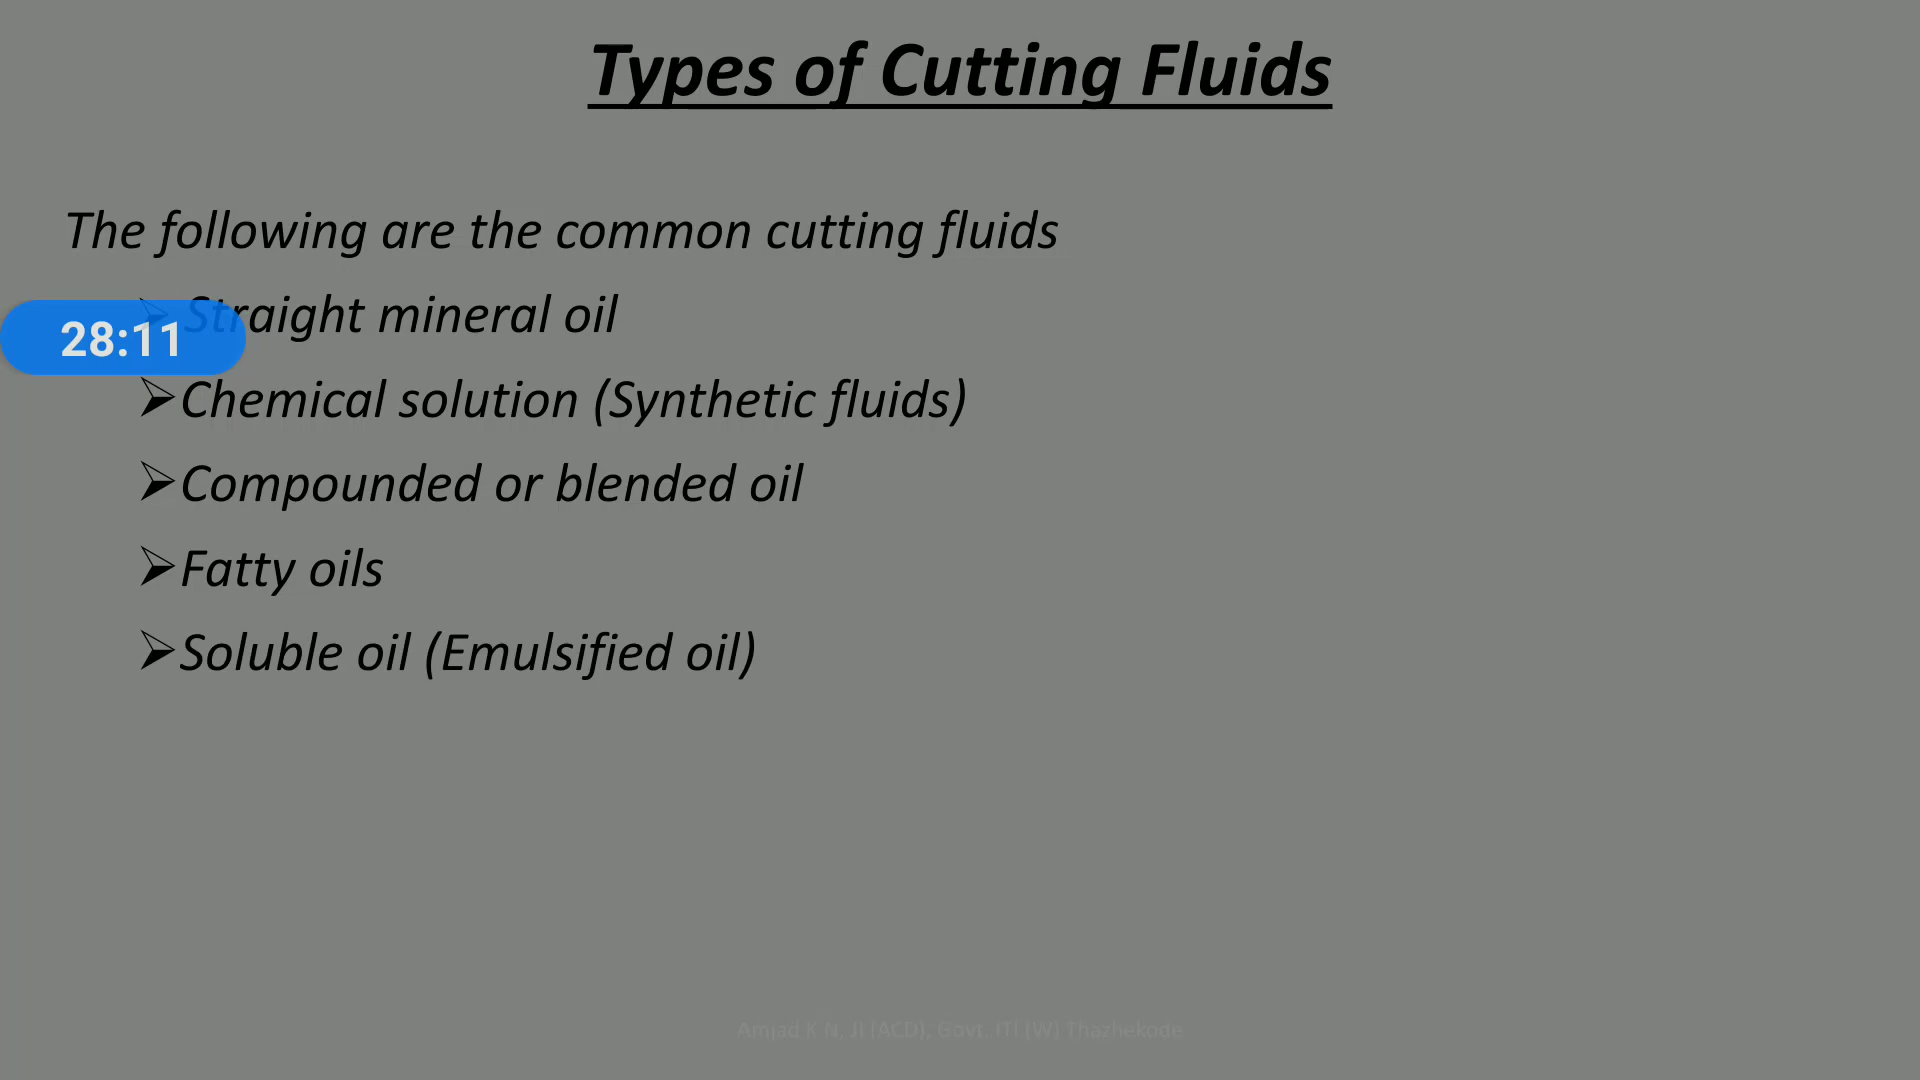 Types of Cutting Fluids
The following are the common cutting fluids
➢ Straight mineral oil
28:11
➢Chemical solution (Synthetic fluids)
➢Compounded or blended oil
➢Fatty oils
➢Soluble oil (Emulsified oil)
Amjad K N, JI (ACD), Govt. ITI (W) Thazhekode